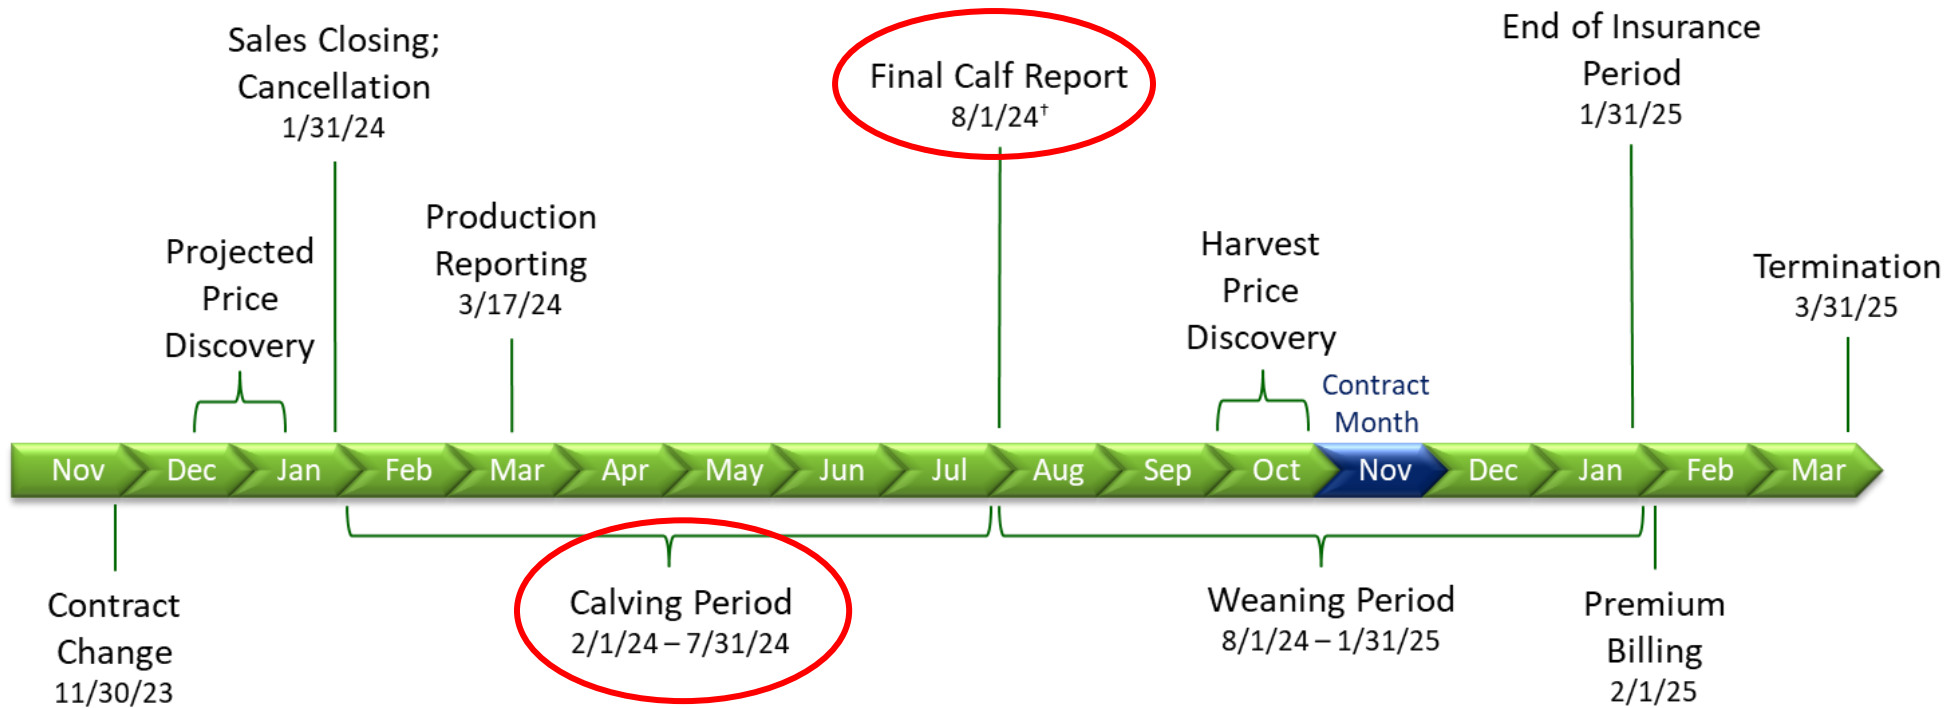 Sales Closing;
Cancellation
1/31/24
Final Calf Report
8/1/24†
End of Insurance
Period
1/31/25
Projected
Price
Discovery
Production
Reporting
3/17/24
Harvest
Price
Discovery
Contract
Month
Termination
3/31/25
Nov Dec Jan Feb Mar Apr May Jun Jul Aug Sep Oct Nov Dec Jan Feb Mar
Contract
Change
11/30/23
Calving Period
2/1/24 – 7/31/24
Weaning Period
8/1/24 – 1/31/25
Premium
Billing
2/1/25